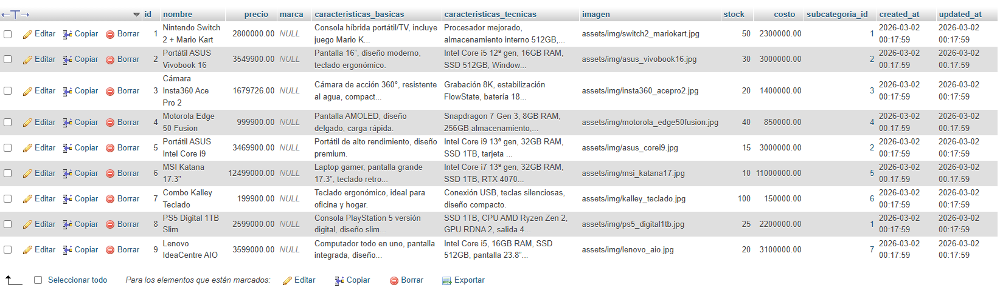 id nombre precio marca caracteristicas_basicas caracteristicas_tecnicas imagen stock costo subcategoria_id created_at updated_at
Editar Copiar Borrar 1 Nintendo Switch 2 + Mario Kart 2800000.00 NULL Consola híbrida portátil/TV, incluye juego Mario K... Procesador mejorado, almacenamiento interno 512GB,... assets/img/switch2_mariokart.jpg 50 2300000.00 1 2026-03-02 00:17:59 2026-03-02 00:17:59
Editar Copiar Borrar 2 Portátil ASUS Vivobook 16 3549900.00 NULL Pantalla 16”, diseño moderno, teclado ergonómico. Intel Core i5 12ª gen, 16GB RAM, SSD 512GB, Window... assets/img/asus_vivobook16.jpg 30 3000000.00 2 2026-03-02 00:17:59 2026-03-02 00:17:59
Editar Copiar Borrar 3 Cámara Insta360 Ace Pro 2 1679726.00 NULL Cámara de acción 360°, resistente al agua, compact... Grabación 8K, estabilización FlowState, batería 18... assets/img/insta360_acepro2.jpg 20 1400000.00 3 2026-03-02 00:17:59 2026-03-02 00:17:59
Editar Copiar Borrar 4 Motorola Edge 50 Fusion 999900.00 NULL Pantalla AMOLED, diseño delgado, carga rápida. Snapdragon 7 Gen 3, 8GB RAM, 256GB almacenamiento,... assets/img/motorola_edge50fusion.jpg 40 850000.00 4 2026-03-02 00:17:59 2026-03-02 00:17:59
Editar Copiar Borrar 5 Portátil ASUS Intel Core i9 3469900.00 NULL Portátil de alto rendimiento, diseño premium. Intel Core i9 13ª gen, 32GB RAM, SSD 1TB, tarjeta ... assets/img/asus_corei9.jpg 15 3000000.00 2 2026-03-02 00:17:59 2026-03-02 00:17:59
Editar Copiar Borrar 6 MSI Katana 17.3” 12499000.00 NULL Laptop gamer, pantalla grande 17.3”, teclado retro... Intel Core i7 13ª gen, 32GB RAM, SSD 1TB, RTX 4070... assets/img/msi_katana17.jpg 10 11000000.00 5 2026-03-02 00:17:59 2026-03-02 00:17:59
Editar Copiar Borrar 7 Combo Kalley Teclado 199900.00 NULL Teclado ergonómico, ideal para oficina y hogar. Conexión USB, teclas silenciosas, diseño compacto. assets/img/kalley_teclado.jpg 100 150000.00 6 2026-03-02 00:17:59 2026-03-02 00:17:59
Editar Copiar Borrar 8 PS5 Digital 1TB Slim 2599000.00 NULL Consola PlayStation 5 versión digital, diseño slim... SSD 1TB, CPU AMD Ryzen Zen 2, GPU RDNA 2, salida 4... assets/img/ps5_digital1tb.jpg 25 2200000.00 1 2026-03-02 00:17:59 2026-03-02 00:17:59
Editar Copiar Borrar 9 Lenovo IdeaCentre AIO 3599000.00 NULL Computador todo en uno, pantalla integrada, diseño... Intel Core i5, 16GB RAM, SSD 512GB, pantalla 23.8”... assets/img/lenovo_aio.jpg 20 3100000.00 7 2026-03-02 00:17:59 2026-03-02 00:17:59
Seleccionar todo Para los elementos que están marcados: Editar Copiar Borrar Exportar